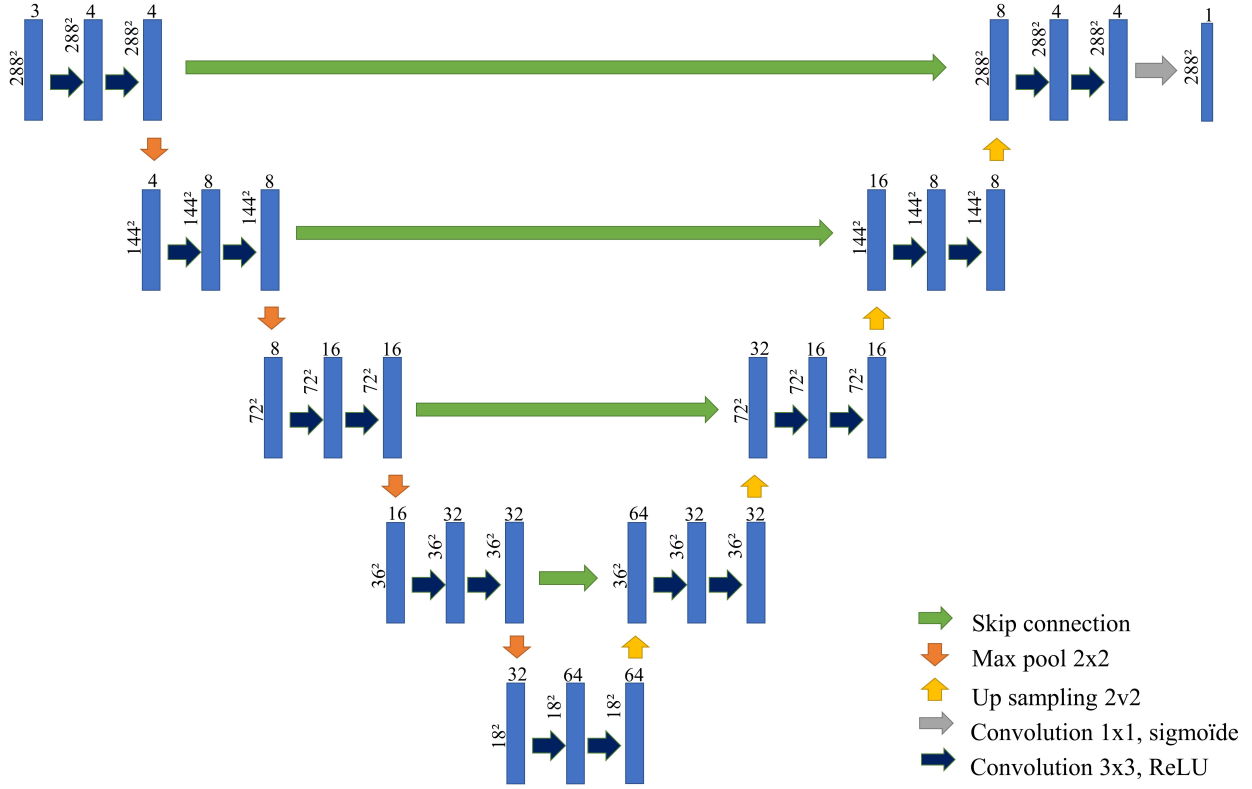 3 4 4 8 4 4 1
288² 288² 288² 288² 288² 288² 288²
4 8 8 16 8 8
144² 144² 144² 144² 144² 144²
8 16 16 32 16 16
72² 72² 72² 72² 72² 72²
16 32 32 64 32 32
36² 36² 36² 36² 36² 36²
32 64 64
18² 18² 18²
Skip connection
Max pool 2x2
Up sampling 2v2
Convolution 1x1, sigmoïde
Convolution 3x3, ReLU